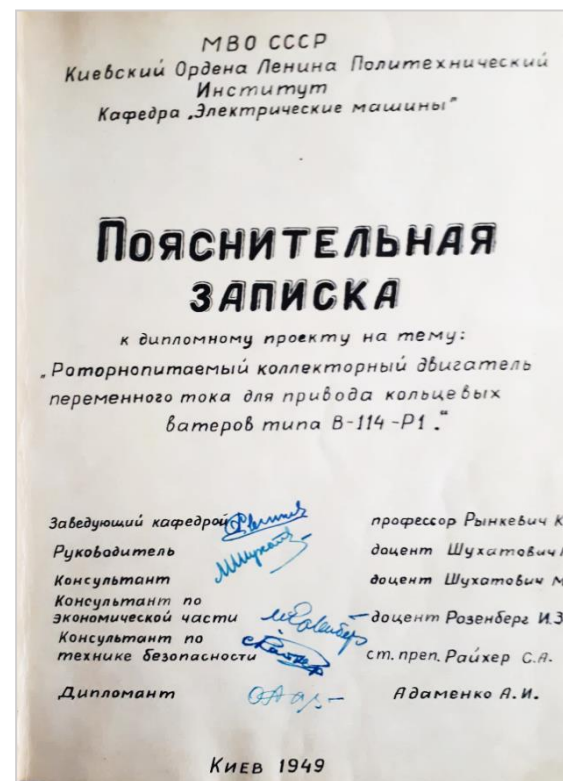 МВО СССР
Киевский Ордена Ленина Политехнический
Институт
Кафедра „Электрические машины"
Пояснительная
записка
к дипломному проекту на тему:
„Роторнопитаемый коллекторный двигатель
переменного тока для привода кольцевых
ватеров типа В-114-Р1."
Заведующий кафедрой профессор Рынкевич К
Руководитель доцент Шухатович
Консультант доцент Шухатович М
Консультант по
экономической части доцент Розенберг И.З
Консультант по
технике безопасности ст. преп. Райхер С.А.
Дипломант Адаменко А.И.
Киев 1949